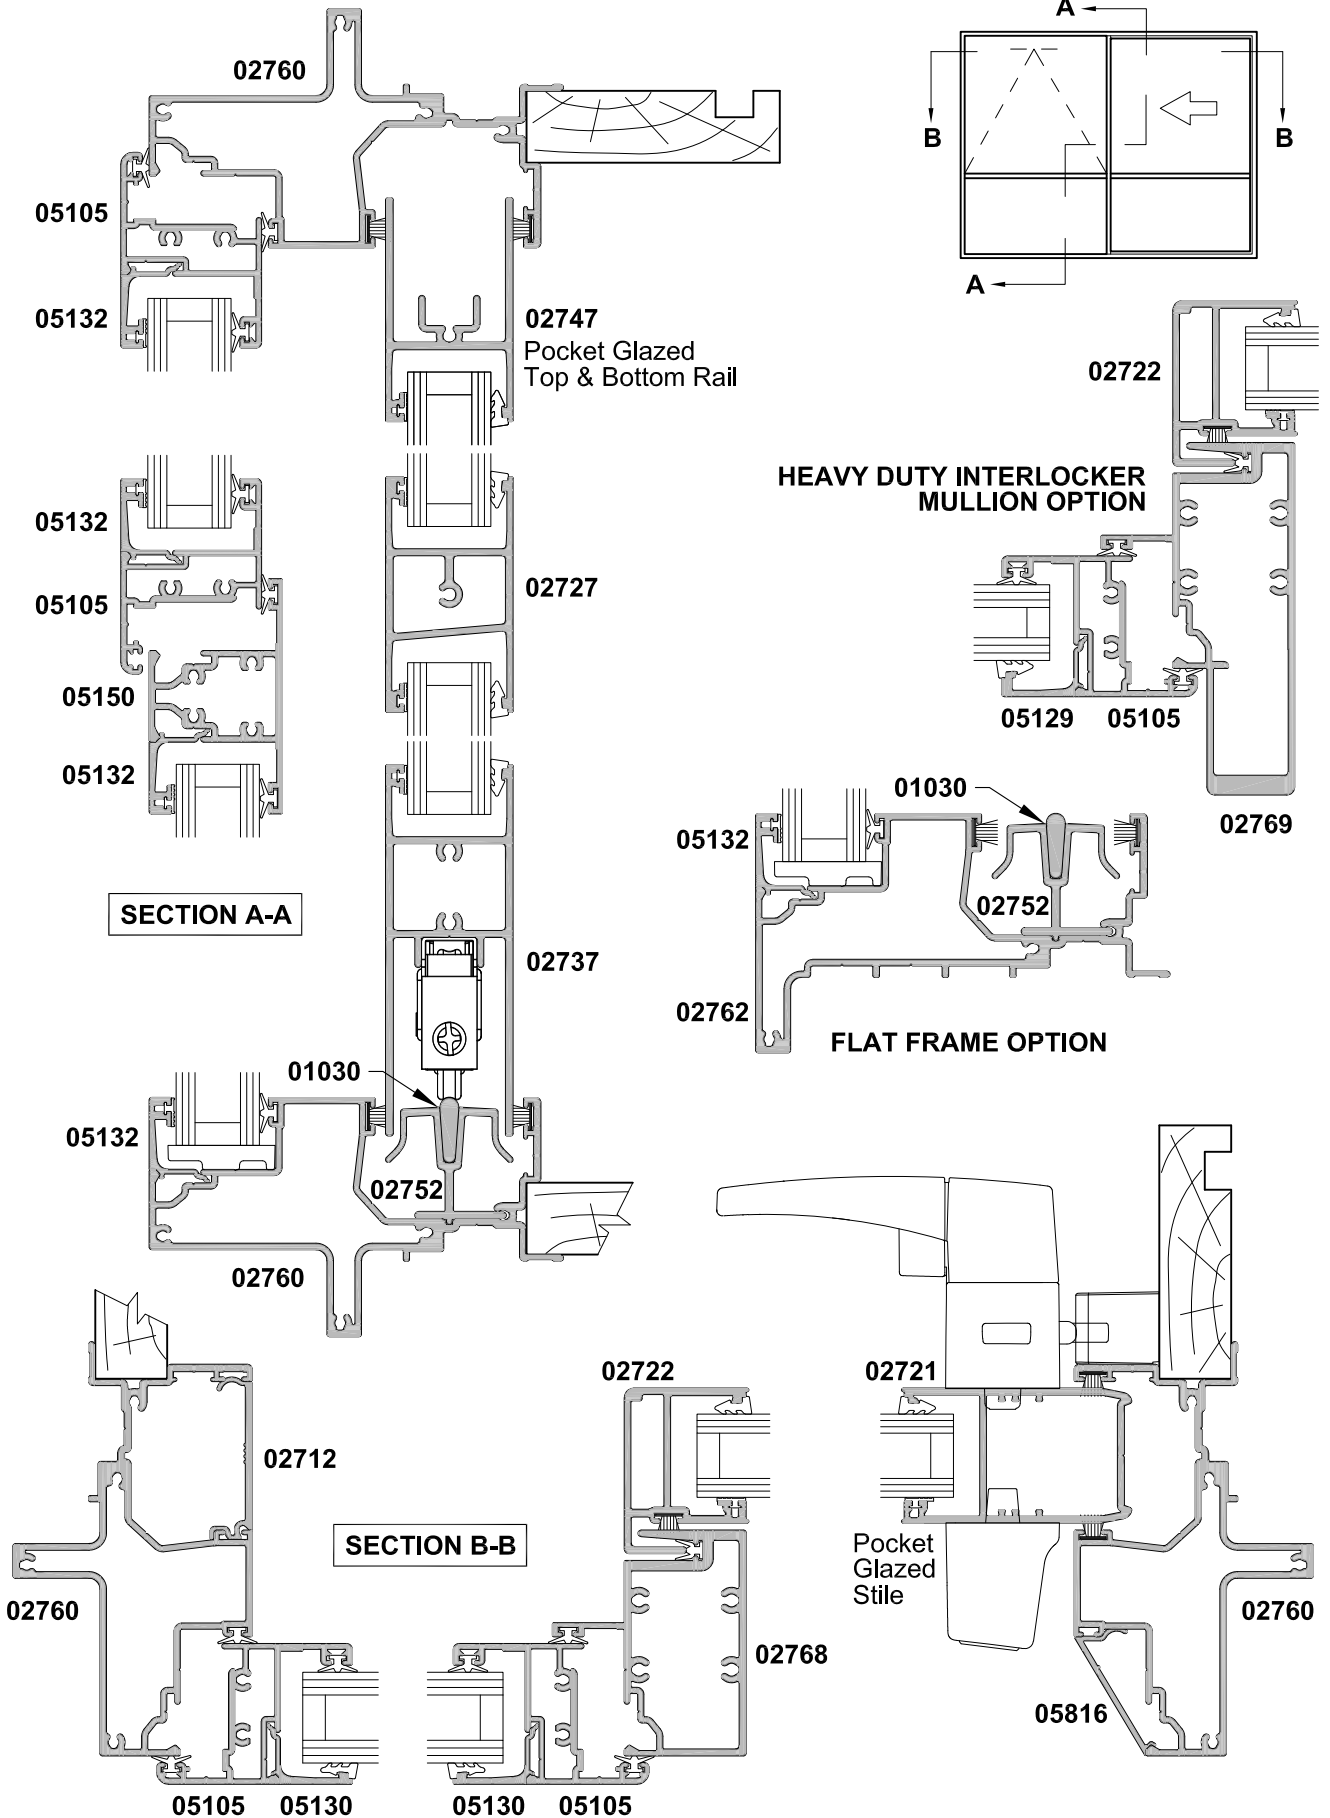 A
02760
B
B
05105
A
05132
02747
Pocket Glazed
Top & Bottom Rail
02722
HEAVY DUTY INTERLOCKER
MULLION OPTION
05132
05105
02727
05150
05132
05129
05105
01030
02769
05132
SECTION A-A
02752
02737
02762
FLAT FRAME OPTION
01030
05132
02752
02760
02722
02721
02712
SECTION B-B
Pocket
Glazed
Stile
02760
02760
02768
05816
05105
05130
05130
05105